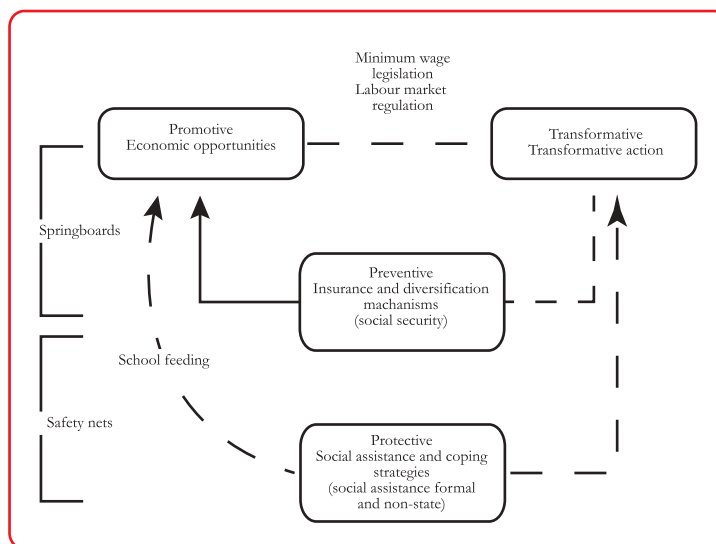 Minimum wage
legislation
Labour market
regulation
Promotive
Economic opportunities
Transformative
Transformative action
Springboards
Preventive
Insurance and diversification
machanisms
(social security)
School feeding
Safety nets
Protective
Social assistance and coping
strategies
(social assistance formal
and non-state)